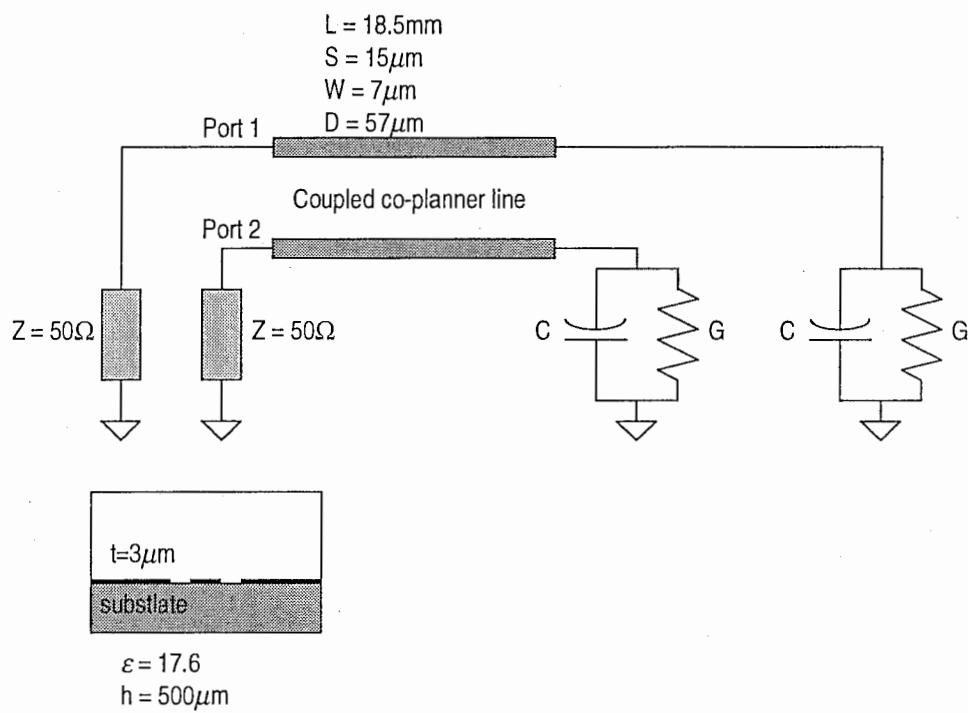 L = 18.5mm
S = 15μm
W = 7μm
D = 57μm
Port 1
Coupled co-planner line
Port 2
Z = 50Ω
Z = 50Ω
C
G
C
G
t=3μm
substlate
ε = 17.6
h = 500μm